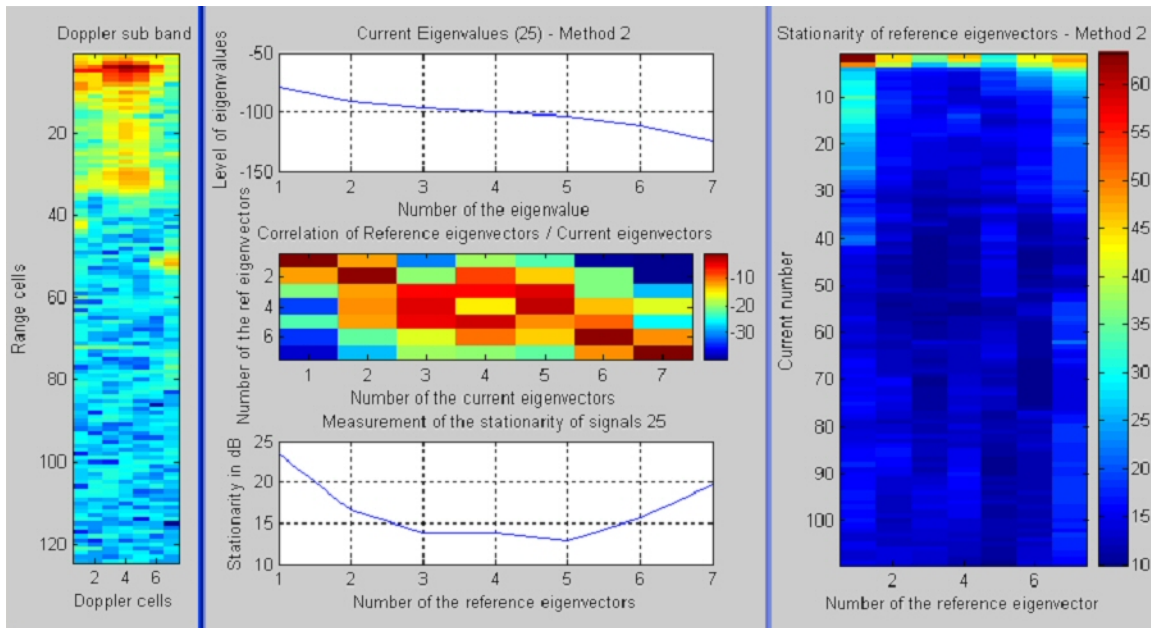 Doppler sub band
20
40
60
80
100
120
2 4 6
Range cells
Doppler cells
Current Eigenvalues (25) - Method 2
-50
-100
-150
1 2 3 4 5 6 7
Level of eigenvalues
Number of the eigenvalue
Correlation of Reference eigenvectors / Current eigenvectors
2
4
6
1 2 3 4 5 6 7
Number of the ref eigenvectors
Number of the current eigenvectors
-10
-20
-30
Measurement of the stationarity of signals 25
25
20
15
10
1 2 3 4 5 6 7
Stationarity in dB
Number of the reference eigenvectors
Stationarity of reference eigenvectors - Method 2
10
20
30
40
50
60
70
80
90
100
2 4 6
Current number
Number of the reference eigenvector
60
55
50
45
40
35
30
25
20
15
10